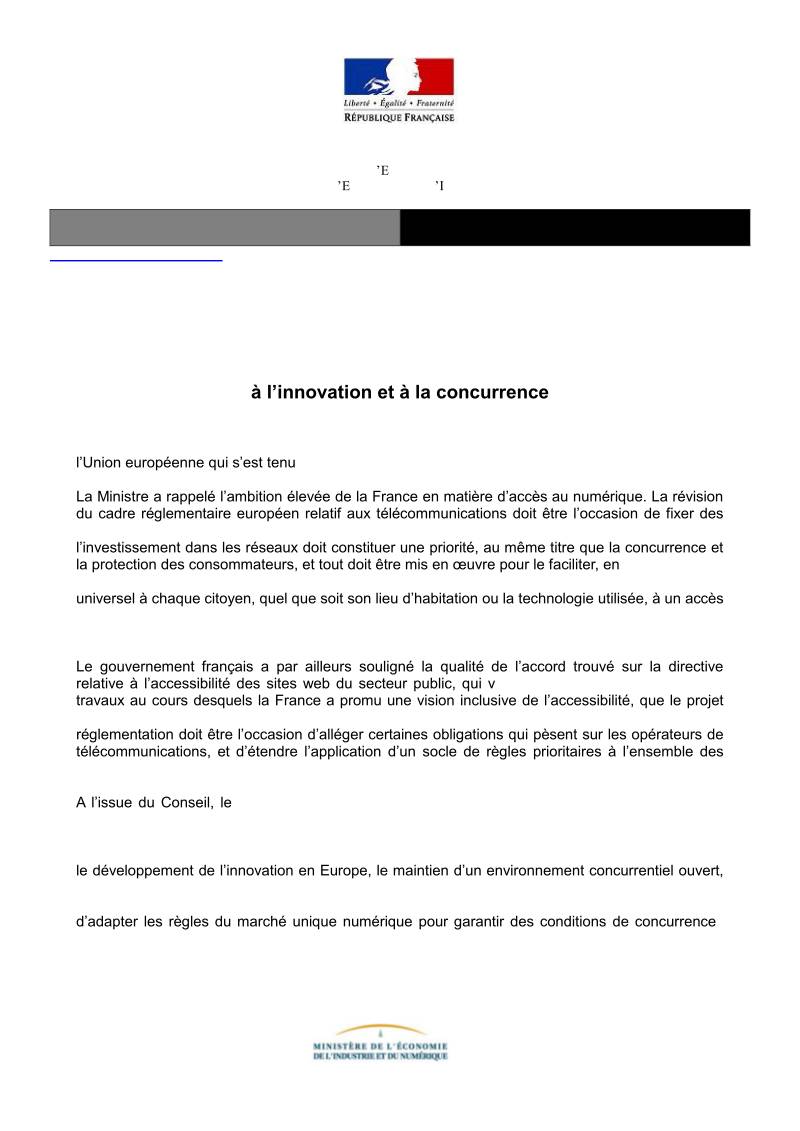 Liberté • Égalité • Fraternité
RÉPUBLIQUE FRANÇAISE
’E
’E ’I
à l’innovation et à la concurrence
l’Union européenne qui s’est tenu
La Ministre a rappelé l’ambition élevée de la France en matière d’accès au numérique. La révision
du cadre réglementaire européen relatif aux télécommunications doit être l’occasion de fixer des
l’investissement dans les réseaux doit constituer une priorité, au même titre que la concurrence et
la protection des consommateurs, et tout doit être mis en œuvre pour le faciliter, en
universel à chaque citoyen, quel que soit son lieu d’habitation ou la technologie utilisée, à un accès
Le gouvernement français a par ailleurs souligné la qualité de l’accord trouvé sur la directive
relative à l’accessibilité des sites web du secteur public, qui v
travaux au cours desquels la France a promu une vision inclusive de l’accessibilité, que le projet
réglementation doit être l’occasion d’alléger certaines obligations qui pèsent sur les opérateurs de
télécommunications, et d’étendre l’application d’un socle de règles prioritaires à l’ensemble des
A l’issue du Conseil, le
le développement de l’innovation en Europe, le maintien d’un environnement concurrentiel ouvert,
d’adapter les règles du marché unique numérique pour garantir des conditions de concurrence
MINISTÈRE DE L’ÉCONOMIE
DE L’INDUSTRIE ET DU NUMÉRIQUE